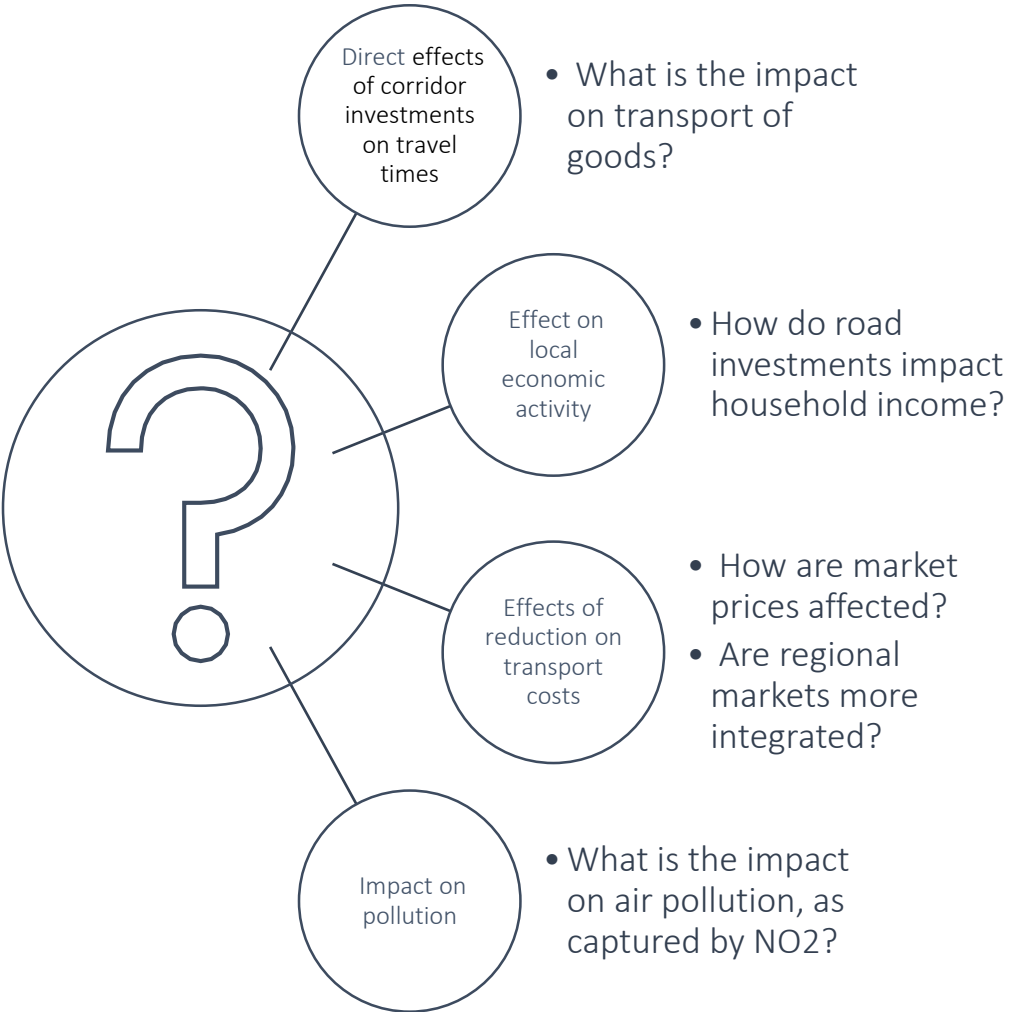 Direct effects
of corridor
investments
on travel
times
• What is the impact
on transport of
goods?
Effect on
local
economic
activity
• How do road
investments impact
household income?
Effects of
reduction on
transport
costs
• How are market
prices affected?
• Are regional
markets more
integrated?
Impact on
pollution
• What is the impact
on air pollution, as
captured by NO2?